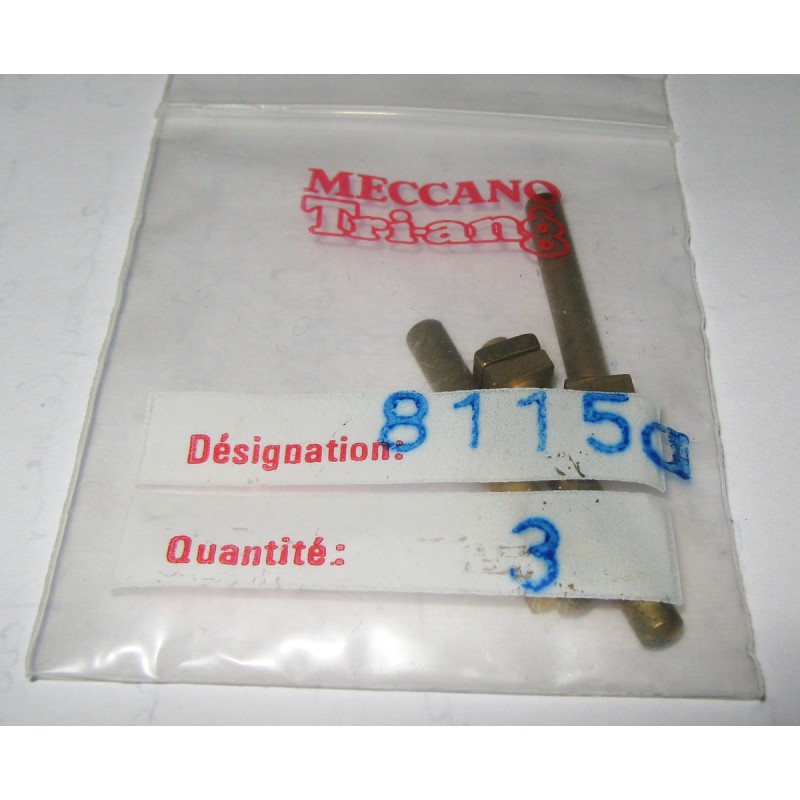 MECCANO
Tri-ang
Désignation: 8115a
Quantité: 3